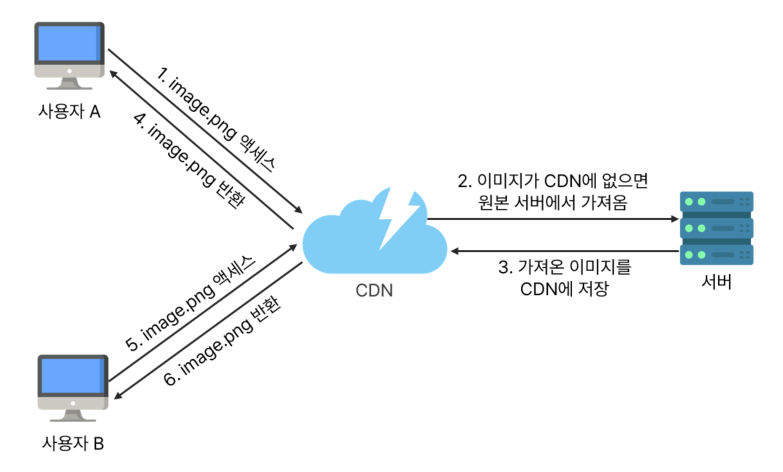 사용자 A
1. image.png 액세스
4. image.png 반환
2. 이미지가 CDN에 없으면
원본 서버에서 가져옴
3. 가져온 이미지를
CDN에 저장
서버
CDN
5. image.png 액세스
6. image.png 반환
사용자 B